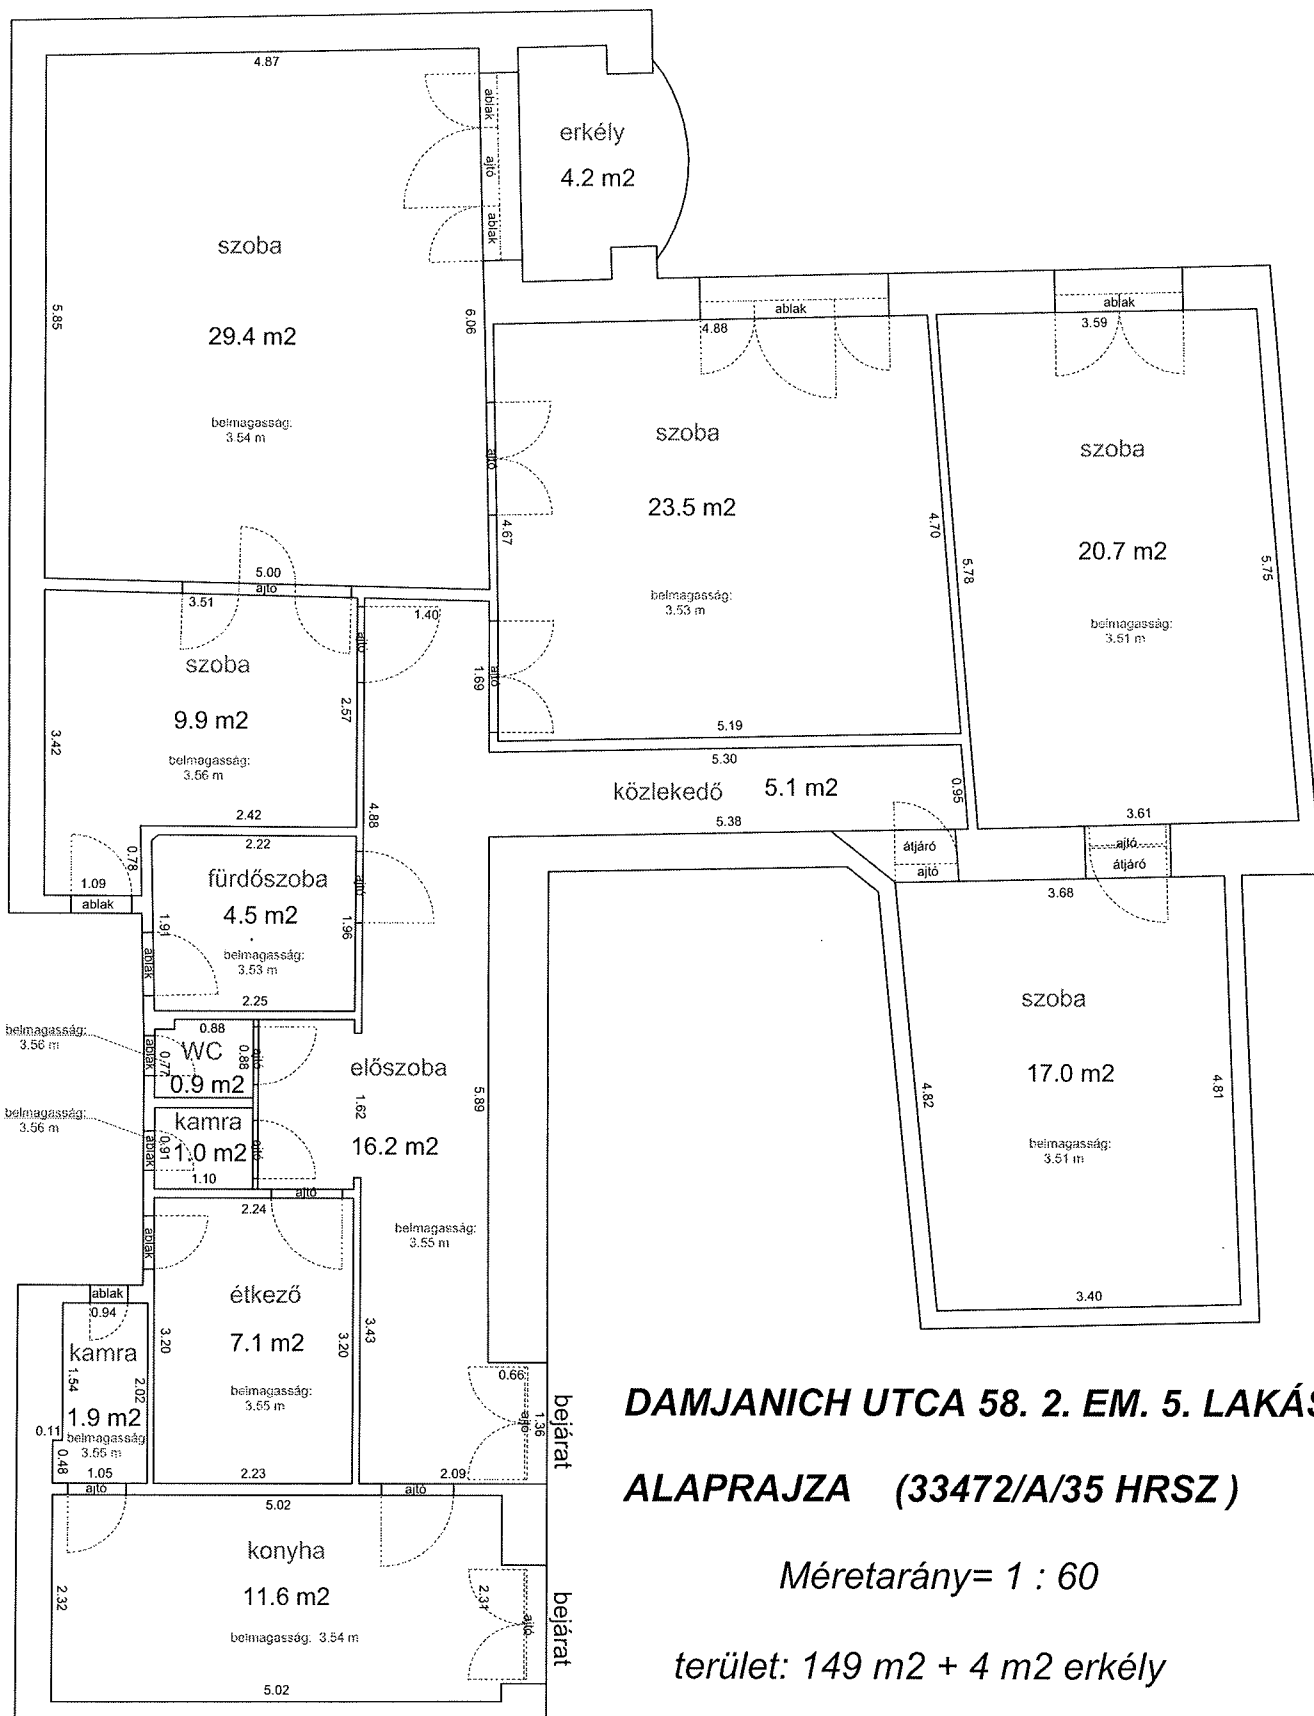 4.87
ablak
ajtó
ablak
erkély
4.2 m2
szoba
29.4 m2
5.85
6.06
belmagasság:
3.54 m
5.00
ajtó
ablak
4.88
ajtó
szoba
23.5 m2
4.67
4.70
belmagasság:
3.53 m
ajtó
5.19
ablak
3.59
szoba
20.7 m2
5.78
5.75
belmagasság:
3.51 m
3.61
3.51
szoba
9.9 m2
belmagasság:
3.56 m
3.42
2.57
2.42
0.78
1.09
ablak
ajtó
1.40
1.69
4.88
5.30
közlekedő 5.1 m2
5.38
0.95
átjáró
ajtó
ajtó
átjáró
3.68
szoba
17.0 m2
belmagasság:
3.51 m
4.82
4.81
3.40
2.22
fürdőszoba
4.5 m2
belmagasság:
3.53 m
1.91
1.96
2.25
ablak
ajtó
belmagasság:
3.56 m
0.88
WC
0.9 m2
0.77
0.88
ablak
ajtó
belmagasság:
3.56 m
kamra
1.0 m2
0.91
1.10
ablak
ajtó
előszoba
16.2 m2
1.62
5.89
belmagasság:
3.55 m
3.43
2.09
ajtó
2.24
ablak
étkező
7.1 m2
belmagasság:
3.55 m
3.20
3.20
2.23
ablak
0.94
kamra
1.9 m2
belmagasság
3.55 m
1.54
2.02
0.11
0.48
1.05
ajtó
0.66
1.36
ajtó
bejárat
ajtó
5.02
konyha
11.6 m2
belmagasság: 3.54 m
2.32
2.31
5.02
ajtó
bejárat
DAMJANICH UTCA 58. 2. EM. 5. LAKÁS
ALAPRAJZA (33472/A/35 HRSZ )
Méretarány= 1 : 60
terület: 149 m2 + 4 m2 erkély